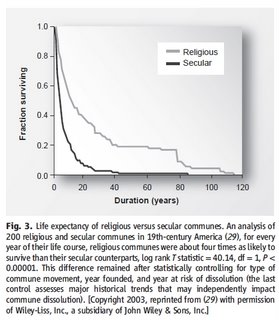 1.0
0.8
0.6
0.4
0.2
0.0
Fraction surviving
Religious
Secular
0 20 40 60 80 100 120
Duration (years)
Fig. 3. Life expectancy of religious versus secular communes. An analysis of
200 religious and secular communes in 19th-century America (29), for every
year of their life course, religious communes were about four times as likely to
survive than their secular counterparts, log rank T statistic = 40.14, df = 1, P <
0.00001. This difference remained after statistically controlling for type of
commune movement, year founded, and year at risk of dissolution (the last
control assesses major historical trends that may independently impact
commune dissolution). [Copyright 2003, reprinted from (29) with permission
of Wiley-Liss, Inc., a subsidiary of John Wiley & Sons, Inc.]